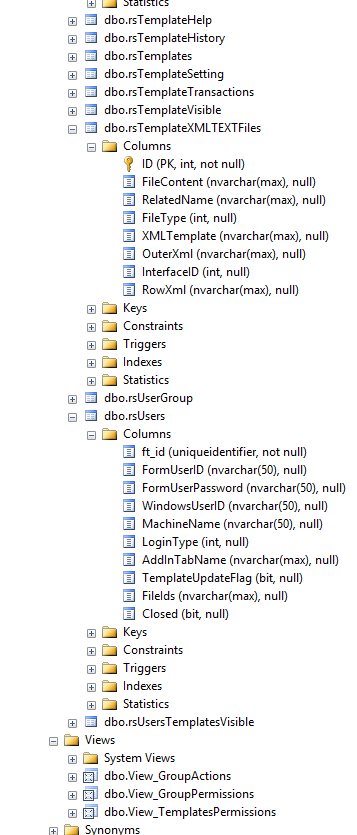 Statistics
dbo.rsTemplateHelp
dbo.rsTemplateHistory
dbo.rsTemplates
dbo.rsTemplateSetting
dbo.rsTemplateTransactions
dbo.rsTemplateVisible
dbo.rsTemplateXMLTEXTFiles
Columns
ID (PK, int, not null)
FileContent (nvarchar(max), null)
RelatedName (nvarchar(max), null)
FileType (int, null)
XMLTemplate (nvarchar(max), null)
OuterXml (nvarchar(max), null)
InterfaceID (int, null)
RowXml (nvarchar(max), null)
Keys
Constraints
Triggers
Indexes
Statistics
dbo.rsUserGroup
dbo.rsUsers
Columns
ft_id (uniqueidentifier, not null)
FormUserID (nvarchar(50), null)
FormUserPassword (nvarchar(50), null)
WindowsUserID (nvarchar(50), null)
MachineName (nvarchar(50), null)
LoginType (int, null)
AddInTabName (nvarchar(max), null)
TemplateUpdateFlag (bit, null)
FileIds (nvarchar(max), null)
Closed (bit, null)
Keys
Constraints
Triggers
Indexes
Statistics
dbo.rsUsersTemplatesVisible
Views
System Views
dbo.View_GroupActions
dbo.View_GroupPermissions
dbo.View_TemplatesPermissions
Synonyms